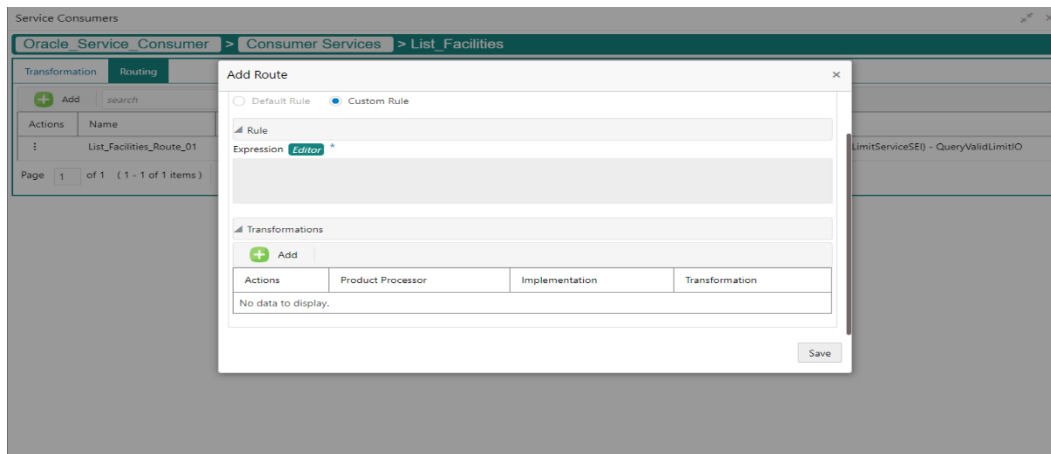 Service Consumers
Oracle_Service_Consumer > Consumer Services > List_Facilities
Transformation Routing
Add search
Actions Name
List_Facilities_Route_01 LimitServiceSEI) - QueryValidLimitIO
Page 1 of 1 ( 1 - 1 of 1 items )
Add Route
Default Rule Custom Rule
Rule
Expression Editor *
Transformations
Add
Actions Product Processor Implementation Transformation
No data to display.
Save